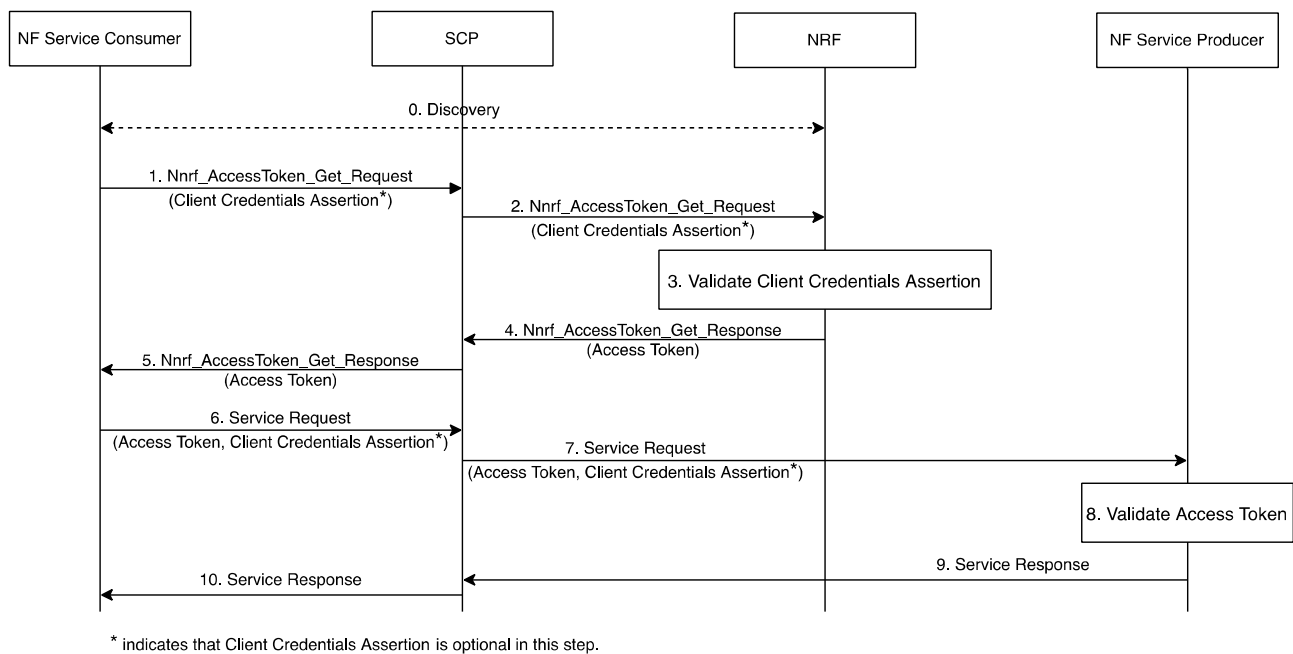 NF Service Consumer
SCP
NRF
NF Service Producer
0. Discovery
1. Nnrf_AccessToken_Get_Request
(Client Credentials Assertion*)
2. Nnrf_AccessToken_Get_Request
(Client Credentials Assertion*)
3. Validate Client Credentials Assertion
4. Nnrf_AccessToken_Get_Response
(Access Token)
5. Nnrf_AccessToken_Get_Response
(Access Token)
6. Service Request
(Access Token, Client Credentials Assertion*)
7. Service Request
(Access Token, Client Credentials Assertion*)
8. Validate Access Token
9. Service Response
10. Service Response
* indicates that Client Credentials Assertion is optional in this step.